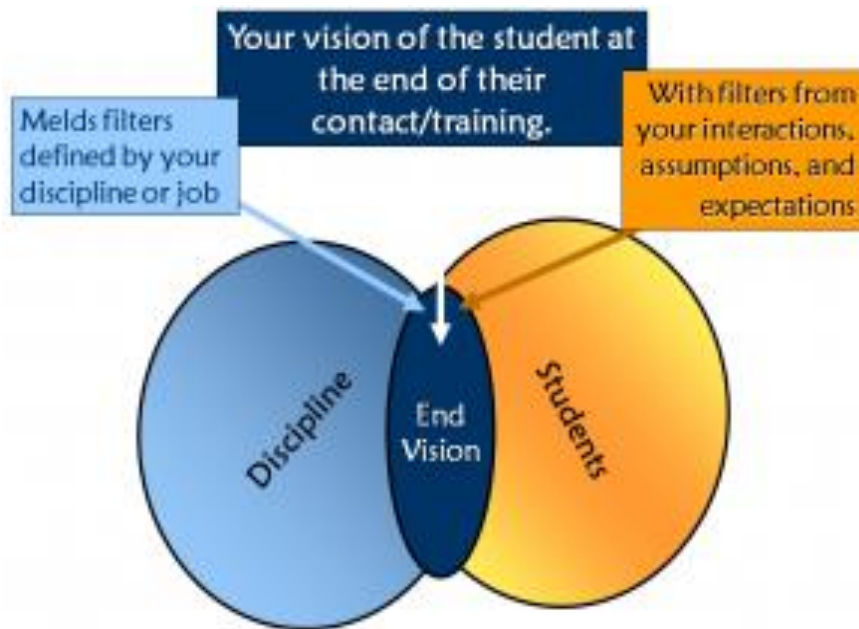 Your vision of the student at
the end of their
contact/training.
Melds filters
defined by your
discipline or job
With filters from
your interactions,
assumptions, and
expectations
Discipline
End
Vision
Students